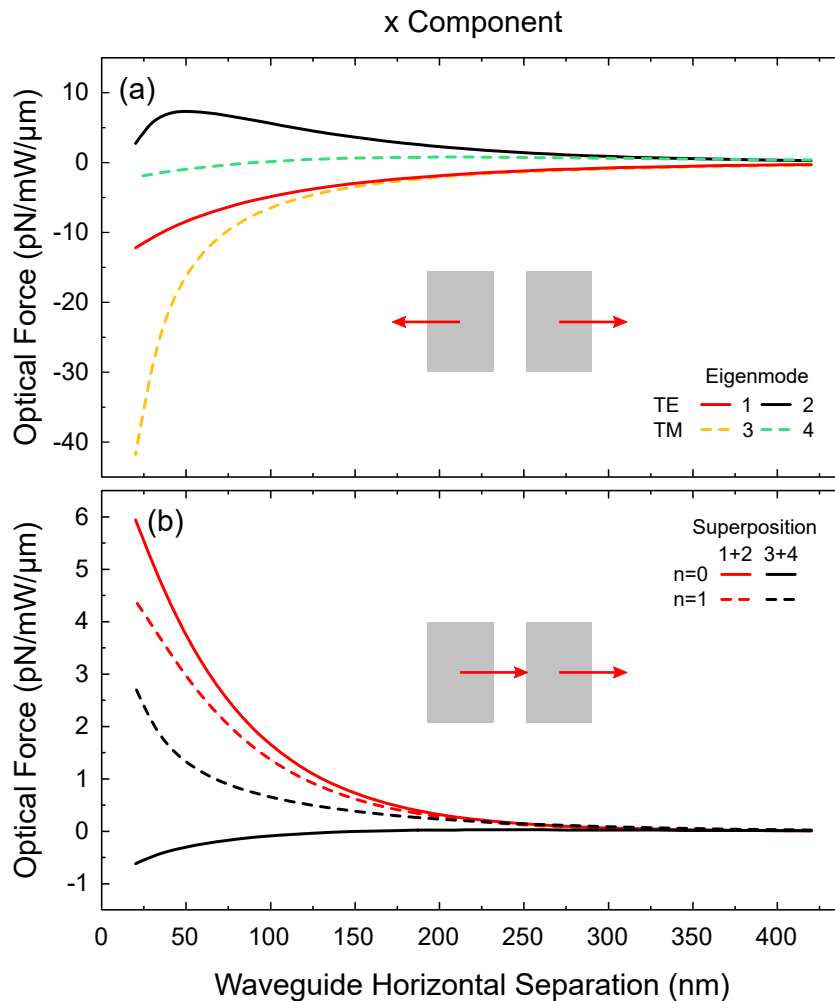 x Component
(a)
10
0
-10
-20
-30
-40
Optical Force (pN/mW/µm)
Eigenmode
TE 1 2
TM 3 4
(b)
6
5
4
3
2
1
0
-1
Optical Force (pN/mW/µm)
Superposition
1+2 3+4
n=0
n=1
0 50 100 150 200 250 300 350 400
Waveguide Horizontal Separation (nm)